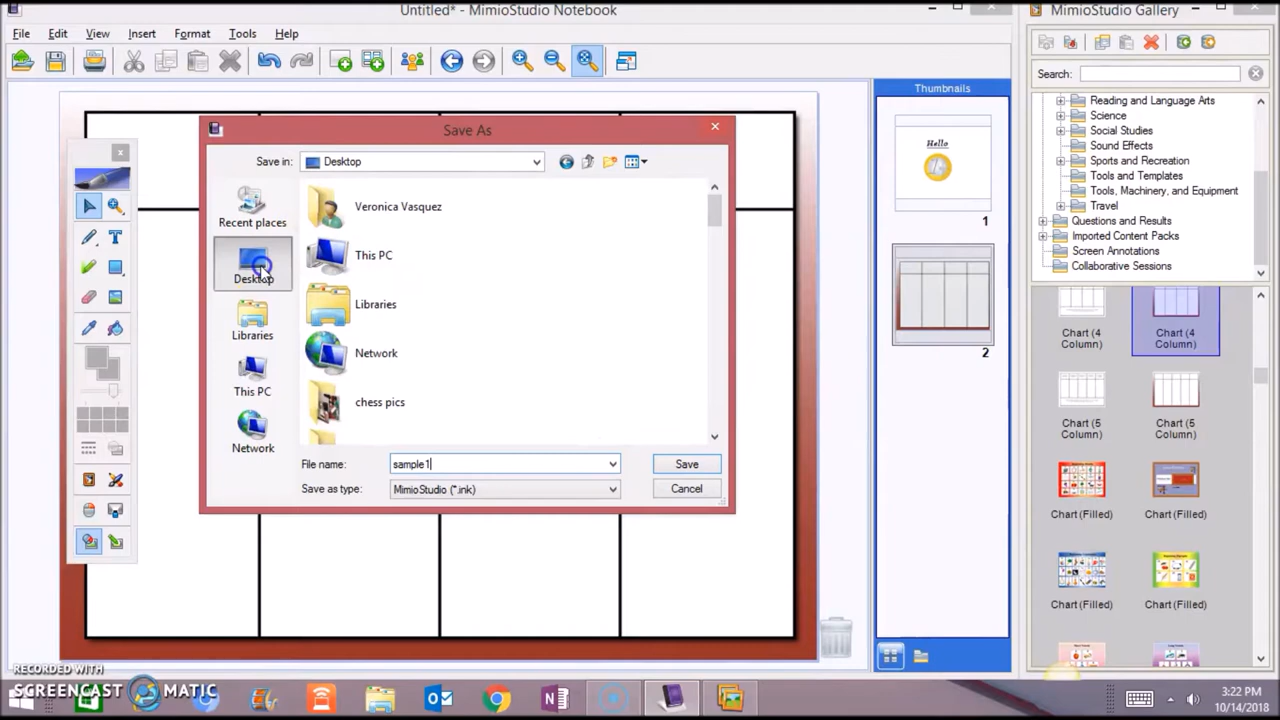 Untitled* - MimioStudio Notebook
MimioStudio Gallery
File Edit View Insert Format Tools Help
Search:
Thumbnails
Hello
1
2
Reading and Language Arts
Science
Social Studies
Sound Effects
Sports and Recreation
Tools and Templates
Tools, Machinery, and Equipment
Travel
Questions and Results
Imported Content Packs
Screen Annotations
Collaborative Sessions
Save As
Save in: Desktop
Recent places
Desktop
Libraries
This PC
Network
Veronica Vasquez
This PC
Libraries
Network
chess pics
File name: sample1 Save
Save as type: MimioStudio (*.ink) Cancel
Chart (4 Column)
Chart (4 Column)
Chart (5 Column)
Chart (5 Column)
Chart (Filled)
Chart (Filled)
Chart (Filled)
Chart (Filled)
RECORDED WITH
SCREENCAST MATIC
3:22 PM
10/14/2018